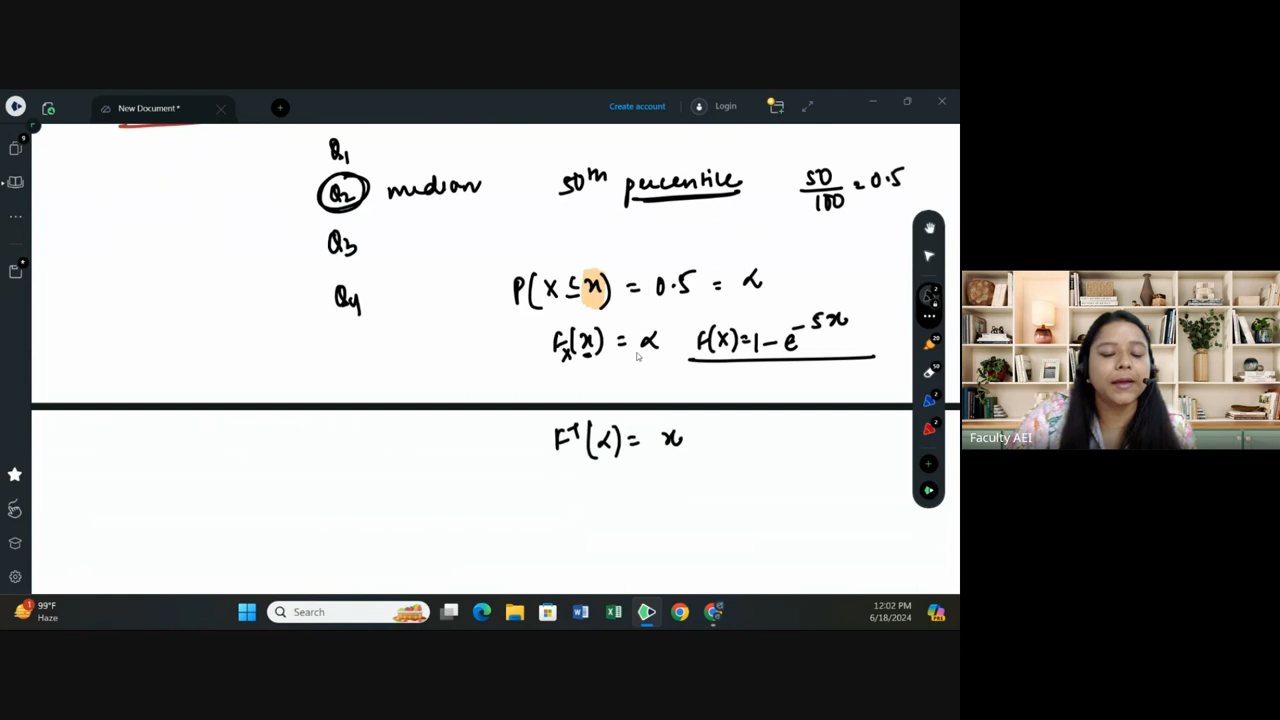 New Document*
Create account
Login
Q1
Q2 median 50th percentile 50/100 = 0.5
Q3
Q4
P(X ≤ x) = 0.5 = α
F_X(x) = α F(X) = 1 - e^-5x
F^-1(α) = x
Faculty AEI
99°F
Haze
Search
12:02 PM
6/18/2024